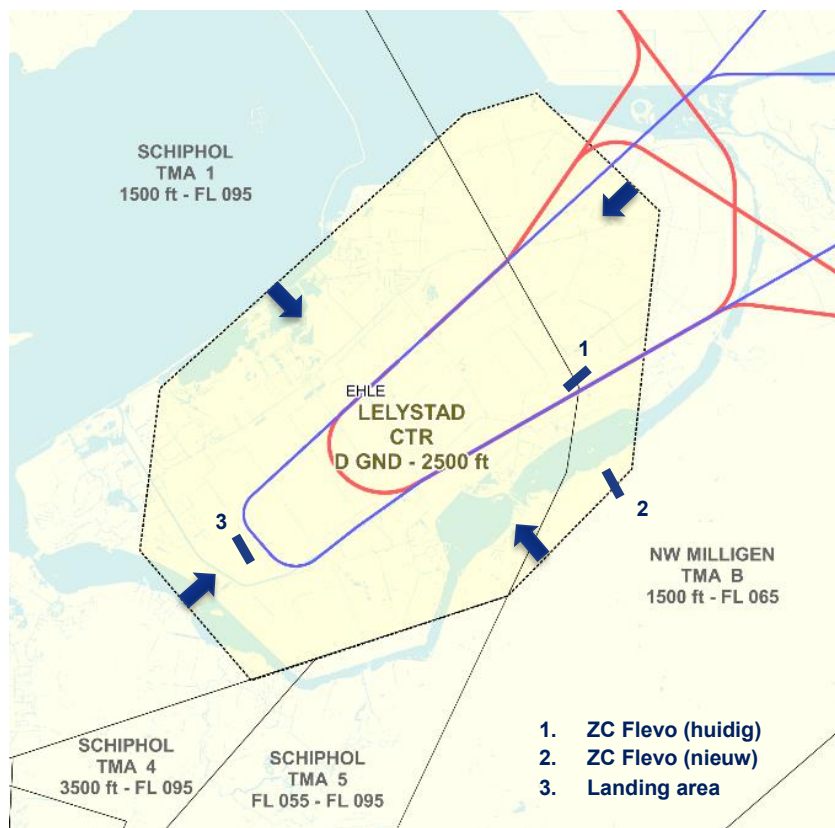 SCHIPHOL
TMA 1
1500 ft - FL 095
1
EHLE
LELYSTAD
CTR
D GND - 2500 ft
3
2
NW MILLIGEN
TMA B
1500 ft - FL 065
SCHIPHOL
TMA 4
3500 ft - FL 095
SCHIPHOL
TMA 5
FL 055 - FL 095
1. ZC Flevo (huidig)
2. ZC Flevo (nieuw)
3. Landing area